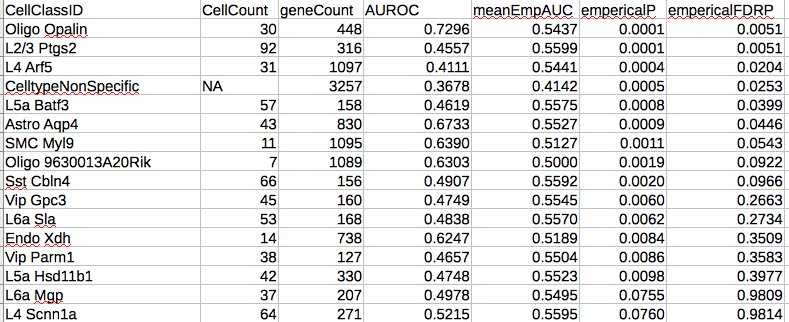 CellClassID CellCount geneCount AUROC meanEmpAUC empericalP empericalFDRP
Oligo Opalin 30 448 0.7296 0.5437 0.0001 0.0051
L2/3 Ptgs2 92 316 0.4557 0.5599 0.0001 0.0051
L4 Arf5 31 1097 0.4111 0.5441 0.0004 0.0204
CelltypeNonSpecific NA 3257 0.3678 0.4142 0.0005 0.0253
L5a Batf3 57 158 0.4619 0.5575 0.0008 0.0399
Astro Aqp4 43 830 0.6733 0.5527 0.0009 0.0446
SMC Myl9 11 1095 0.6390 0.5127 0.0011 0.0543
Oligo 9630013A20Rik 7 1089 0.6303 0.5000 0.0019 0.0922
Sst Cbln4 66 156 0.4907 0.5592 0.0020 0.0966
Vip Gpc3 45 160 0.4749 0.5545 0.0060 0.2663
L6a Sla 53 168 0.4838 0.5570 0.0062 0.2734
Endo Xdh 14 738 0.6247 0.5189 0.0084 0.3509
Vip Parm1 38 127 0.4657 0.5504 0.0086 0.3583
L5a Hsd11b1 42 330 0.4748 0.5523 0.0098 0.3977
L6a Mgp 37 207 0.4978 0.5495 0.0755 0.9809
L4 Scnn1a 64 271 0.5215 0.5595 0.0760 0.9814